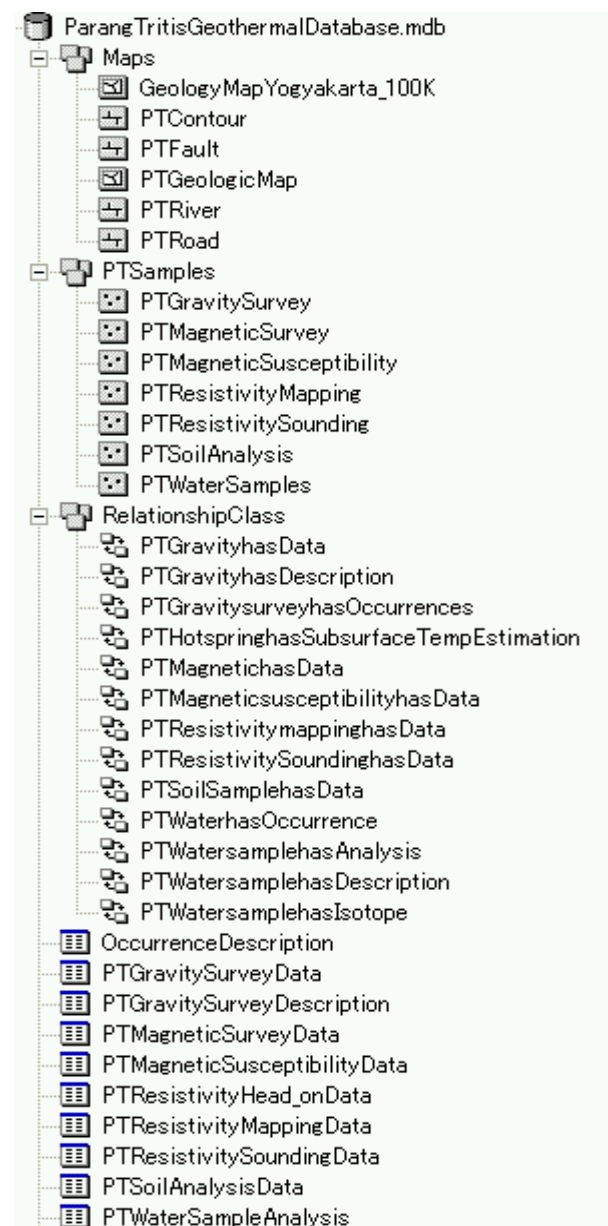 ParangTritisGeothermalDatabase.mdb
Maps
GeologyMapYogyakarta_100K
PTContour
PTFault
PTGeologicMap
PTRiver
PTRoad
PTSamples
PTGravitySurvey
PTMagneticSurvey
PTMagneticSusceptibility
PTResistivityMapping
PTResistivitySounding
PTSoilAnalysis
PTWaterSamples
RelationshipClass
PTGravityhasData
PTGravityhasDescription
PTGravitysurveyhasOccurrences
PTHotspringhasSubsurfaceTempEstimation
PTMagnetichasData
PTMagneticsusceptibilityhasData
PTResistivitymappinghasData
PTResistivitySoundinghasData
PTSoilSamplehasData
PTWaterhasOccurrence
PTWatersamplehasAnalysis
PTWatersamplehasDescription
PTWatersamplehasIsotope
OccurrenceDescription
PTGravitySurveyData
PTGravitySurveyDescription
PTMagneticSurveyData
PTMagneticSusceptibilityData
PTResistivityHead_onData
PTResistivityMappingData
PTResistivitySoundingData
PTSoilAnalysisData
PTWaterSampleAnalysis